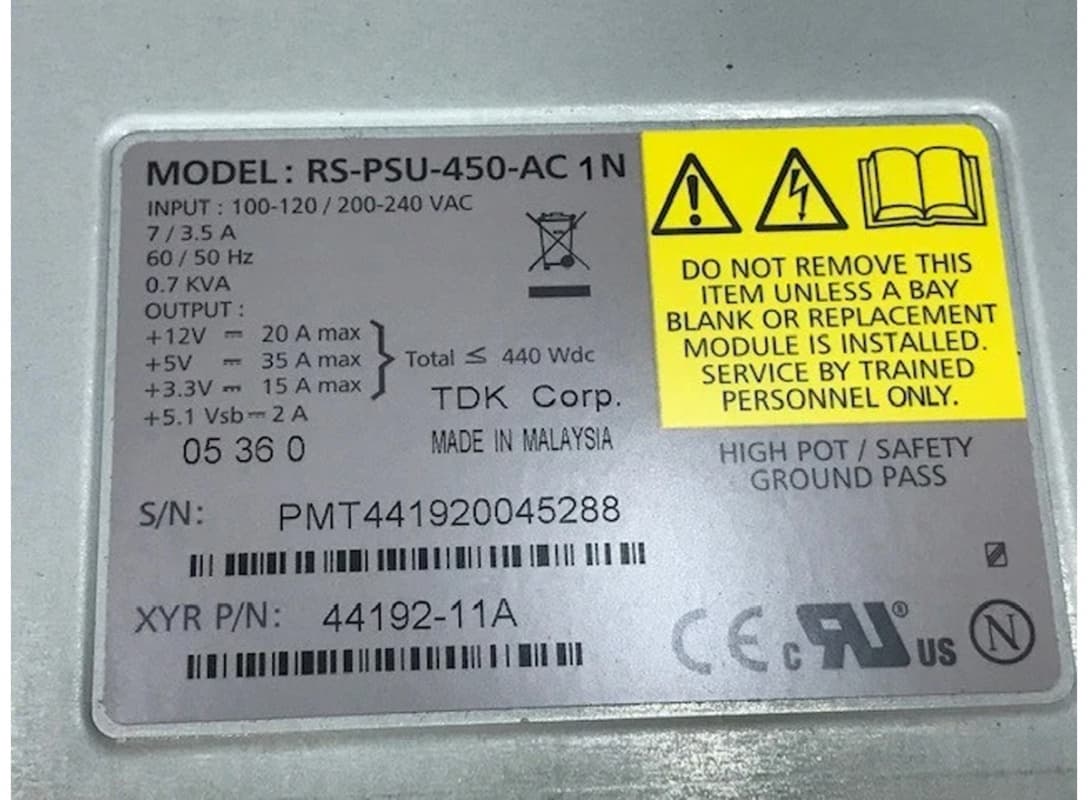 MODEL: RS-PSU-450-AC 1N
INPUT : 100-120 / 200-240 VAC
7 / 3.5 A
60 / 50 Hz
0.7 KVA
OUTPUT :
+12V ⎓ 20 A max
+5V ⎓ 35 A max
+3.3V ⎓ 15 A max
Total ≤ 440 Wdc
+5.1 Vsb ⎓ 2 A
TDK Corp.
05 36 0
MADE IN MALAYSIA
S/N: PMT441920045288
XYR P/N: 44192-11A
DO NOT REMOVE THIS
ITEM UNLESS A BAY
BLANK OR REPLACEMENT
MODULE IS INSTALLED.
SERVICE BY TRAINED
PERSONNEL ONLY.
HIGH POT / SAFETY
GROUND PASS
CE c RU® US N